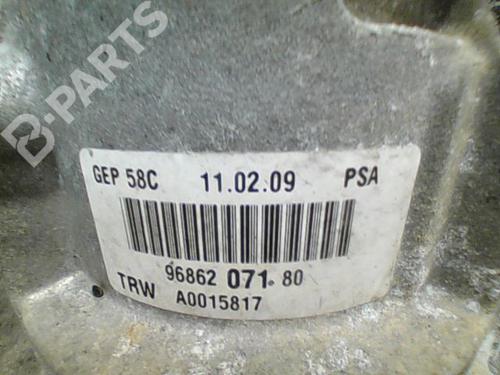 B-PARTS
GEP 58C 11.02.09 PSA
96862 071 80
TRW A0015817